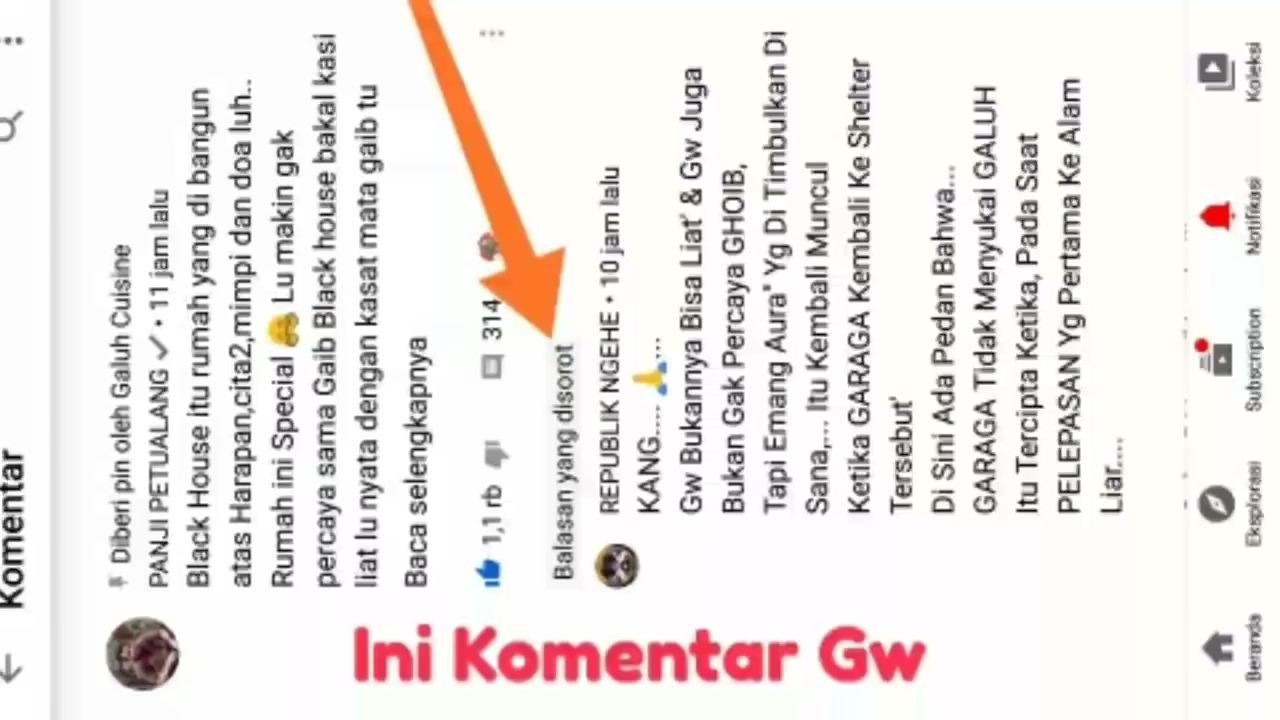 Komentar
Diberi pin oleh Galuh Cuisine
PANJI PETUALANG • 11 jam lalu
Black House itu rumah yang di bangun
atas Harapan,cita2,mimpi dan doa luh..
Rumah ini Special Lu makin gak
percaya sama Gaib Black house bakal kasi
liat lu nyata dengan kasat mata gaib tu
Baca selengkapnya
1,1 rb 314
Balasan yang disorot
REPUBLIK NGEHE • 10 jam lalu
KANG.... 🙏...
Gw Bukannya Bisa Liat' & Gw Juga
Bukan Gak Percaya GHOIB,
Tapi Emang Aura" Yg Di Timbulkan Di
Sana,... Itu Kembali Muncul
Ketika GARAGA Kembali Ke Shelter
Tersebut'
Di Sini Ada Pedan Bahwa...
GARAGA Tidak Menyukai GALUH
Itu Tercipta Ketika, Pada Saat
PELEPASAN Yg Pertama Ke Alam
Liar....
Beranda
Eksplorasi
Subscription
Notifikasi
Koleksi
Ini Komentar Gw